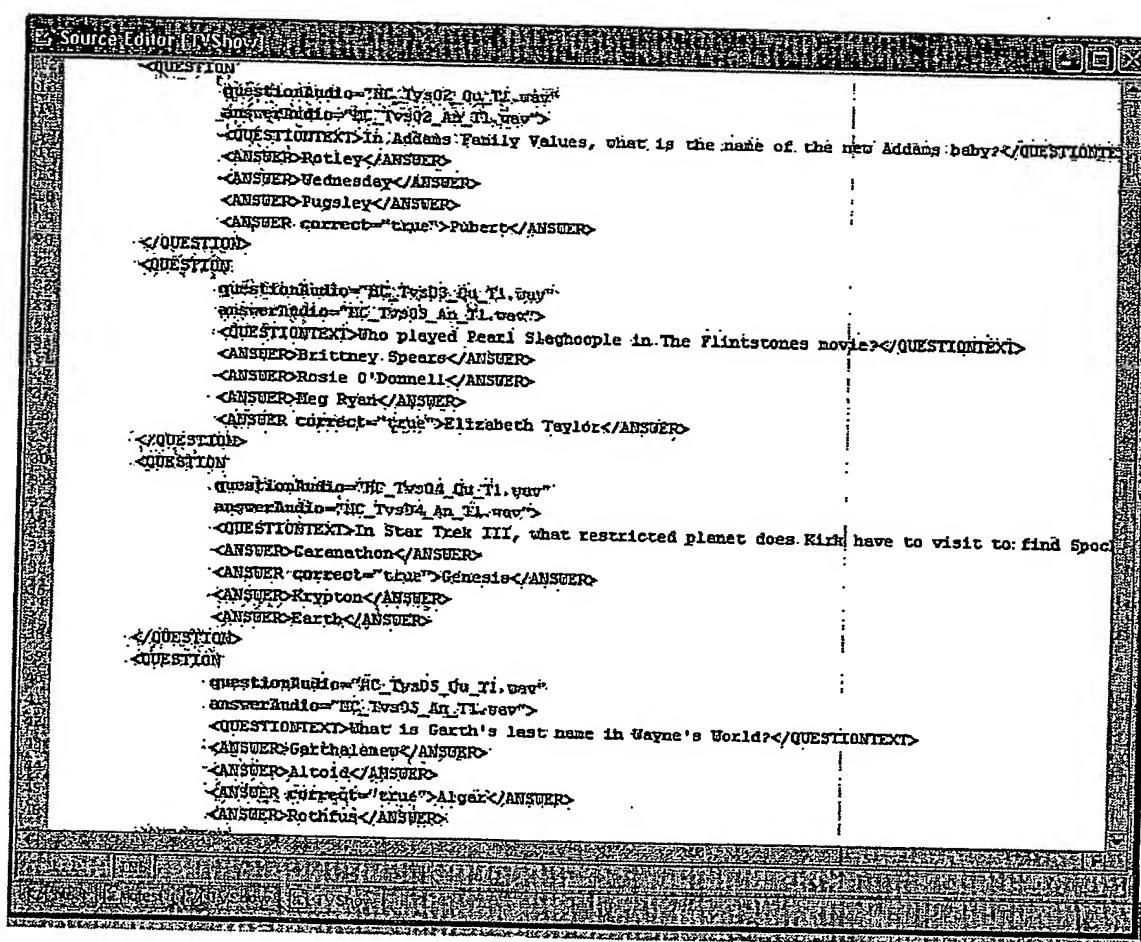 Source Editor [TVShow]
<QUESTION
questionAudio="HC_Tvs02_Qu_T1.wav"
answerAudio="HC_Tvs02_An_T1.wav">
<QUESTIONTEXT>In Addams Family Values, what is the name of the new Addams baby?</QUESTIONTE
<ANSWER>Rotley</ANSWER>
<ANSWER>Wednesday</ANSWER>
<ANSWER>Pugsley</ANSWER>
<ANSWER correct="true">Pubert</ANSWER>
</QUESTION>
<QUESTION
questionAudio="HC_Tvs03_Qu_T1.wav"
answerAudio="HC_Tvs03_An_T1.wav">
<QUESTIONTEXT>Who played Pearl Slaghoople in The Flintstones movie?</QUESTIONTEXT>
<ANSWER>Brittney Spears</ANSWER>
<ANSWER>Rosie O'Donnell</ANSWER>
<ANSWER>Meg Ryan</ANSWER>
<ANSWER correct="true">Elizabeth Taylor</ANSWER>
</QUESTION>
<QUESTION
questionAudio="HC_Tvs04_Qu_T1.wav"
answerAudio="HC_Tvs04_An_T1.wav">
<QUESTIONTEXT>In Star Trek III, what restricted planet does Kirk have to visit to find Spoc
<ANSWER>Caranathon</ANSWER>
<ANSWER correct="true">Genesis</ANSWER>
<ANSWER>Krypton</ANSWER>
<ANSWER>Earth</ANSWER>
</QUESTION>
<QUESTION
questionAudio="HC_Tvs05_Qu_T1.wav"
answerAudio="HC_Tvs05_An_T1.wav">
<QUESTIONTEXT>What is Garth's last name in Wayne's World?</QUESTIONTEXT>
<ANSWER>Garthalamew</ANSWER>
<ANSWER>Altoid</ANSWER>
<ANSWER correct="true">Algar</ANSWER>
<ANSWER>Rothfus</ANSWER>
TVShow